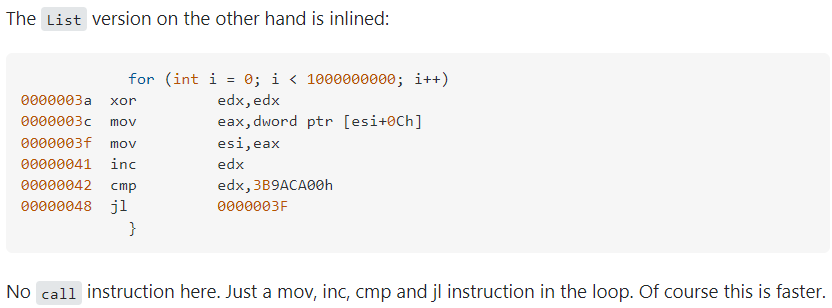 The List version on the other hand is inlined:
for (int i = 0; i < 1000000000; i++)
0000003a xor edx,edx
0000003c mov eax,dword ptr [esi+0Ch]
0000003f mov esi,eax
00000041 inc edx
00000042 cmp edx,3B9ACA00h
00000048 jl 0000003F
}
No call instruction here. Just a mov, inc, cmp and jl instruction in the loop. Of course this is faster.